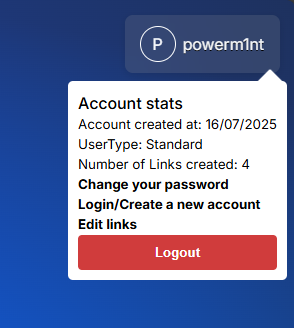 P powerm1nt
Account stats
Account created at: 16/07/2025
UserType: Standard
Number of Links created: 4
Change your password
Login/Create a new account
Edit links
Logout